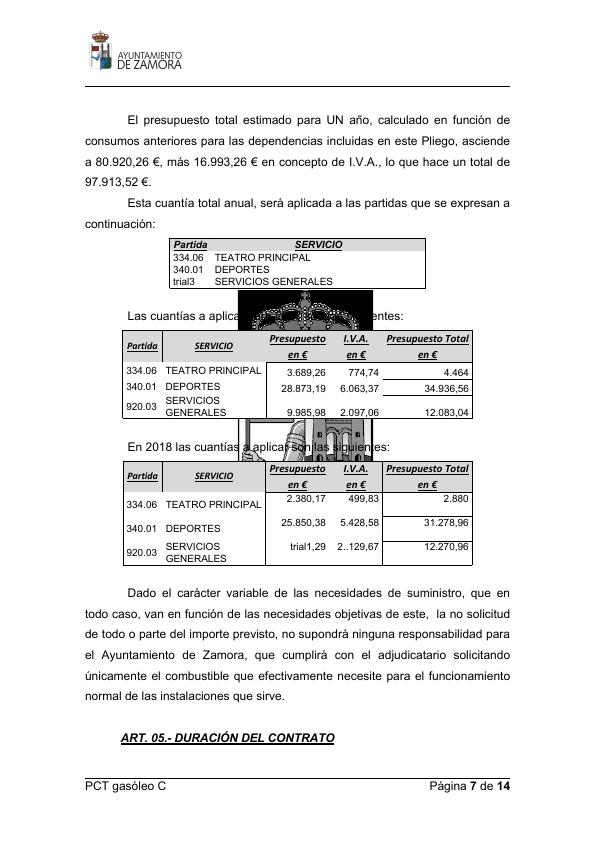 AYUNTAMIENTO
DE ZAMORA
El presupuesto total estimado para UN año, calculado en función de
consumos anteriores para las dependencias incluidas en este Pliego, asciende
a 80.920,26 €, más 16.993,26 € en concepto de I.V.A., lo que hace un total de
97.913,52 €.
Esta cuantía total anual, será aplicada a las partidas que se expresan a
continuación:
Partida SERVICIO
334.06 TEATRO PRINCIPAL
340.01 DEPORTES
trial3 SERVICIOS GENERALES
Las cuantías a aplica entes:
Partida SERVICIO Presupuesto en € I.V.A. en € Presupuesto Total en €
334.06 TEATRO PRINCIPAL 3.689,26 774,74 4.464
340.01 DEPORTES 28.873,19 6.063,37 34.936,56
920.03 SERVICIOS GENERALES 9.985,98 2.097,06 12.083,04
En 2018 las cuantías a aplicar son las siguientes:
Partida SERVICIO Presupuesto en € I.V.A. en € Presupuesto Total en €
334.06 TEATRO PRINCIPAL 2.380,17 499,83 2.880
340.01 DEPORTES 25.850,38 5.428,58 31.278,96
920.03 SERVICIOS GENERALES trial1,29 2..129,67 12.270,96
Dado el carácter variable de las necesidades de suministro, que en
todo caso, van en función de las necesidades objetivas de este, la no solicitud
de todo o parte del importe previsto, no supondrá ninguna responsabilidad para
el Ayuntamiento de Zamora, que cumplirá con el adjudicatario solicitando
únicamente el combustible que efectivamente necesite para el funcionamiento
normal de las instalaciones que sirve.
ART. 05.- DURACIÓN DEL CONTRATO
PCT gasóleo C Página 7 de 14